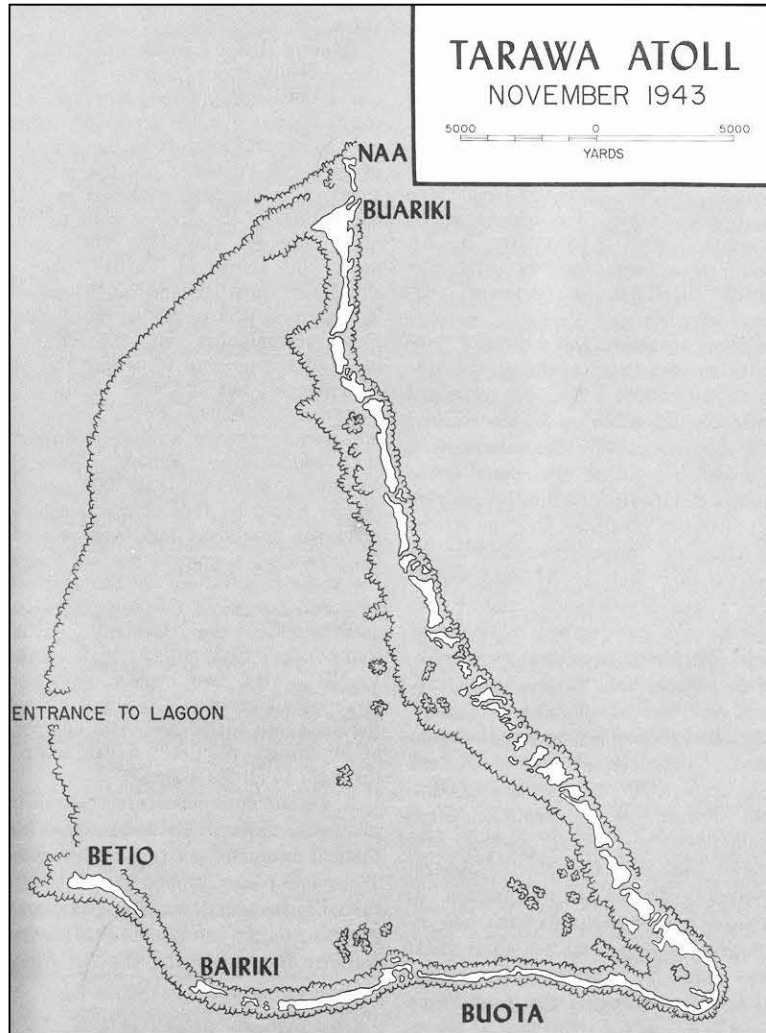 TARAWA ATOLL
NOVEMBER 1943
5000 0 5000
YARDS
NAA
BUARIKI
ENTRANCE TO LAGOON
BETIO
BAIRIKI
BUOTA